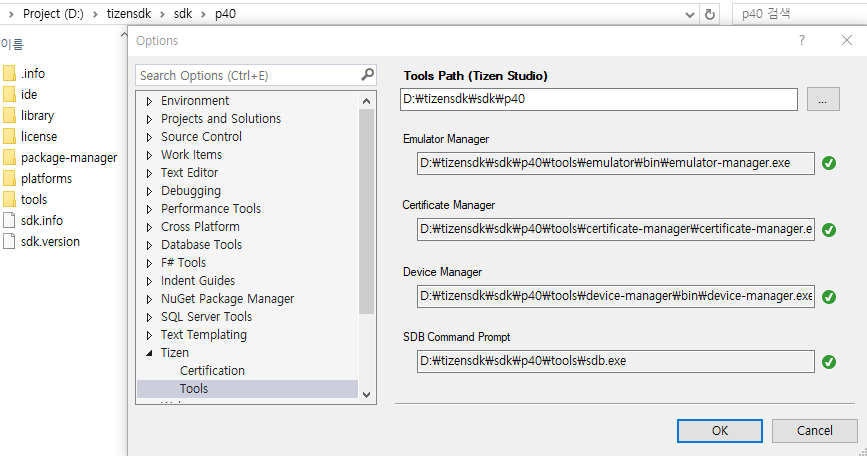 Project (D:) > tizensdk > sdk > p40
p40 검색
이름
.info
ide
library
license
package-manager
platforms
tools
sdk.info
sdk.version
Options
Search Options (Ctrl+E)
Environment
Projects and Solutions
Source Control
Work Items
Text Editor
Debugging
Performance Tools
Cross Platform
Database Tools
F# Tools
Indent Guides
NuGet Package Manager
SQL Server Tools
Text Templating
Tizen
Certification
Tools
Tools Path (Tizen Studio)
D:₩tizensdk₩sdk₩p40
...
Emulator Manager
D:₩tizensdk₩sdk₩p40₩tools₩emulator₩bin₩emulator-manager.exe
Certificate Manager
D:₩tizensdk₩sdk₩p40₩tools₩certificate-manager₩certificate-manager.e
Device Manager
D:₩tizensdk₩sdk₩p40₩tools₩device-manager₩bin₩device-manager.exe
SDB Command Prompt
D:₩tizensdk₩sdk₩p40₩tools₩sdb.exe
OK
Cancel